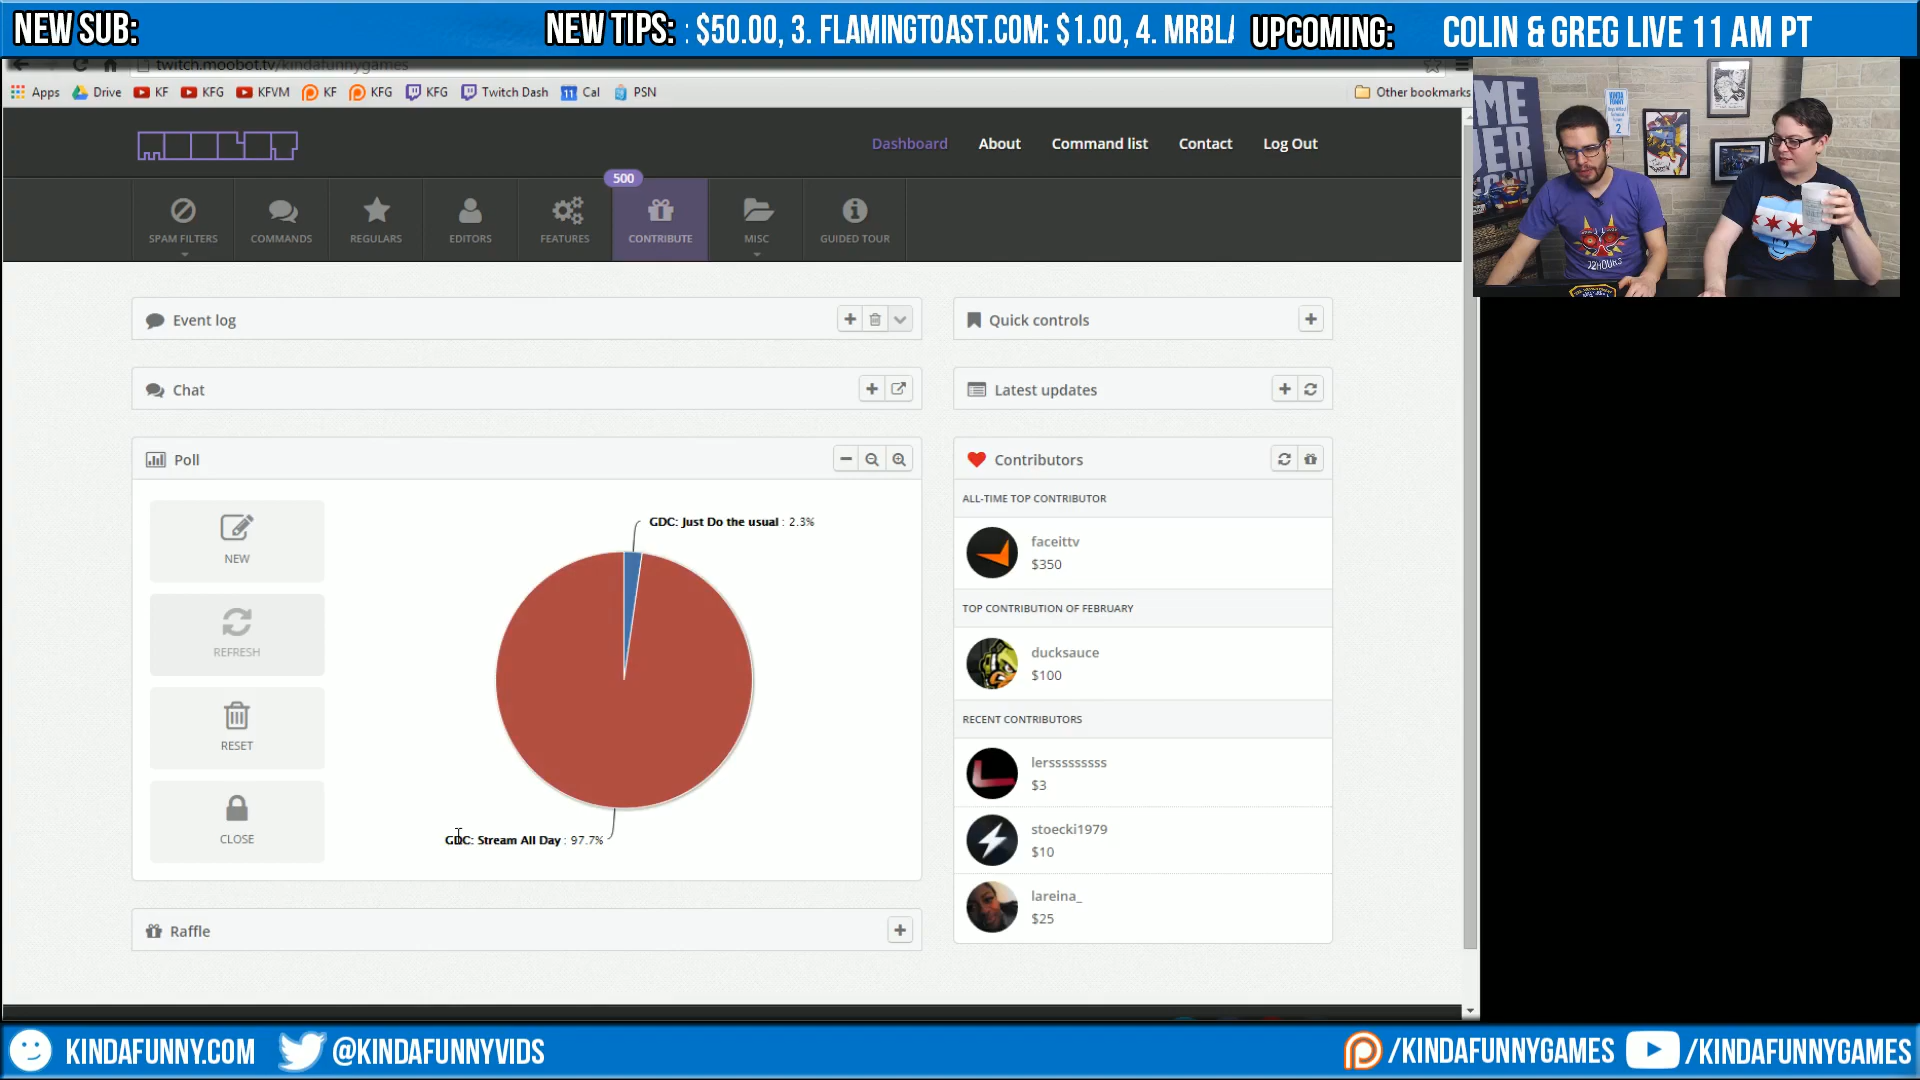 NEW SUB:
NEW TIPS: : $50.00, 3. FLAMINGTOAST.COM: $1.00, 4. MRBLA
UPCOMING: COLIN & GREG LIVE 11 AM PT
twitch.moobot.tv/kindafunnygames
Apps Drive KF KFG KFVM KF KFG KFG Twitch Dash 11 Cal PSN Other bookmarks
moobot
Dashboard About Command list Contact Log Out
500
SPAM FILTERS COMMANDS REGULARS EDITORS FEATURES CONTRIBUTE MISC GUIDED TOUR
Event log
Quick controls
Chat
Latest updates
Poll
NEW
REFRESH
RESET
CLOSE
GDC: Just Do the usual : 2.3%
GDC: Stream All Day : 97.7%
Raffle
Contributors
ALL-TIME TOP CONTRIBUTOR
faceittv
$350
TOP CONTRIBUTION OF FEBRUARY
ducksauce
$100
RECENT CONTRIBUTORS
lersssssssss
$3
stoecki1979
$10
lareina_
$25
72HOURS
KINDAFUNNY.COM @KINDAFUNNYVIDS /KINDAFUNNYGAMES /KINDAFUNNYGAMES